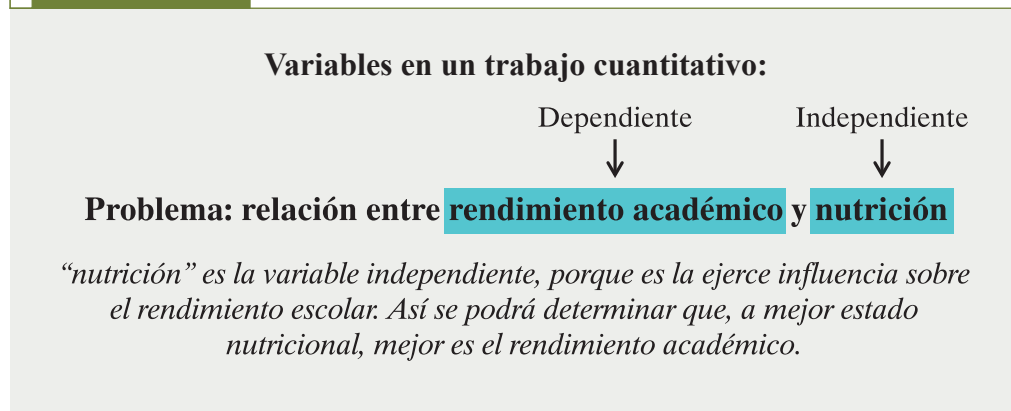 Variables en un trabajo cuantitativo:
Dependiente Independiente
Problema: relación entre rendimiento académico y nutrición
“nutrición” es la variable independiente, porque es la ejerce influencia sobre
el rendimiento escolar. Así se podrá determinar que, a mejor estado
nutricional, mejor es el rendimiento académico.